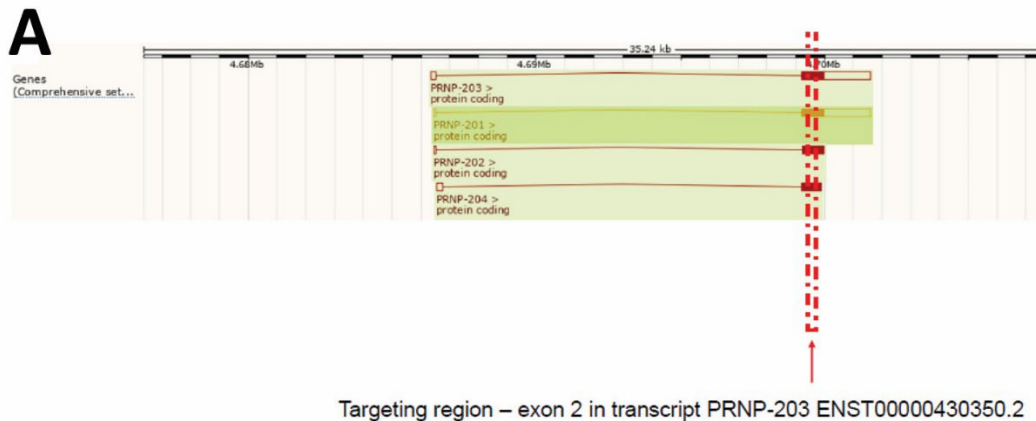 A
35.24 kb
4.68Mb 4.69Mb 4.70Mb
Genes
(Comprehensive set...
PRNP-203 >
protein coding
PRNP-201 >
protein coding
PRNP-202 >
protein coding
PRNP-204 >
protein coding
Targeting region – exon 2 in transcript PRNP-203 ENST00000430350.2